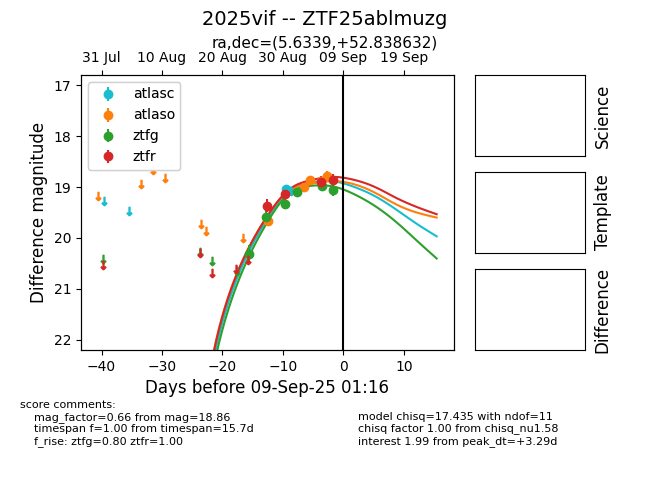 2025vif -- ZTF25ablmuzg
ra,dec=(5.6339,+52.838632)
31 Jul 10 Aug 20 Aug 30 Aug 09 Sep 19 Sep
atlasc
atlaso
ztfg
ztfr
17
18
19
20
21
22
Difference magnitude
−40 −30 −20 −10 0 10
Days before 09-Sep-25 01:16
Science
Template
Difference
score comments:
mag_factor=0.66 from mag=18.86
timespan f=1.00 from timespan=15.7d
f_rise: ztfg=0.80 ztfr=1.00
model chisq=17.435 with ndof=11
chisq factor 1.00 from chisq_nu1.58
interest 1.99 from peak_dt=+3.29d